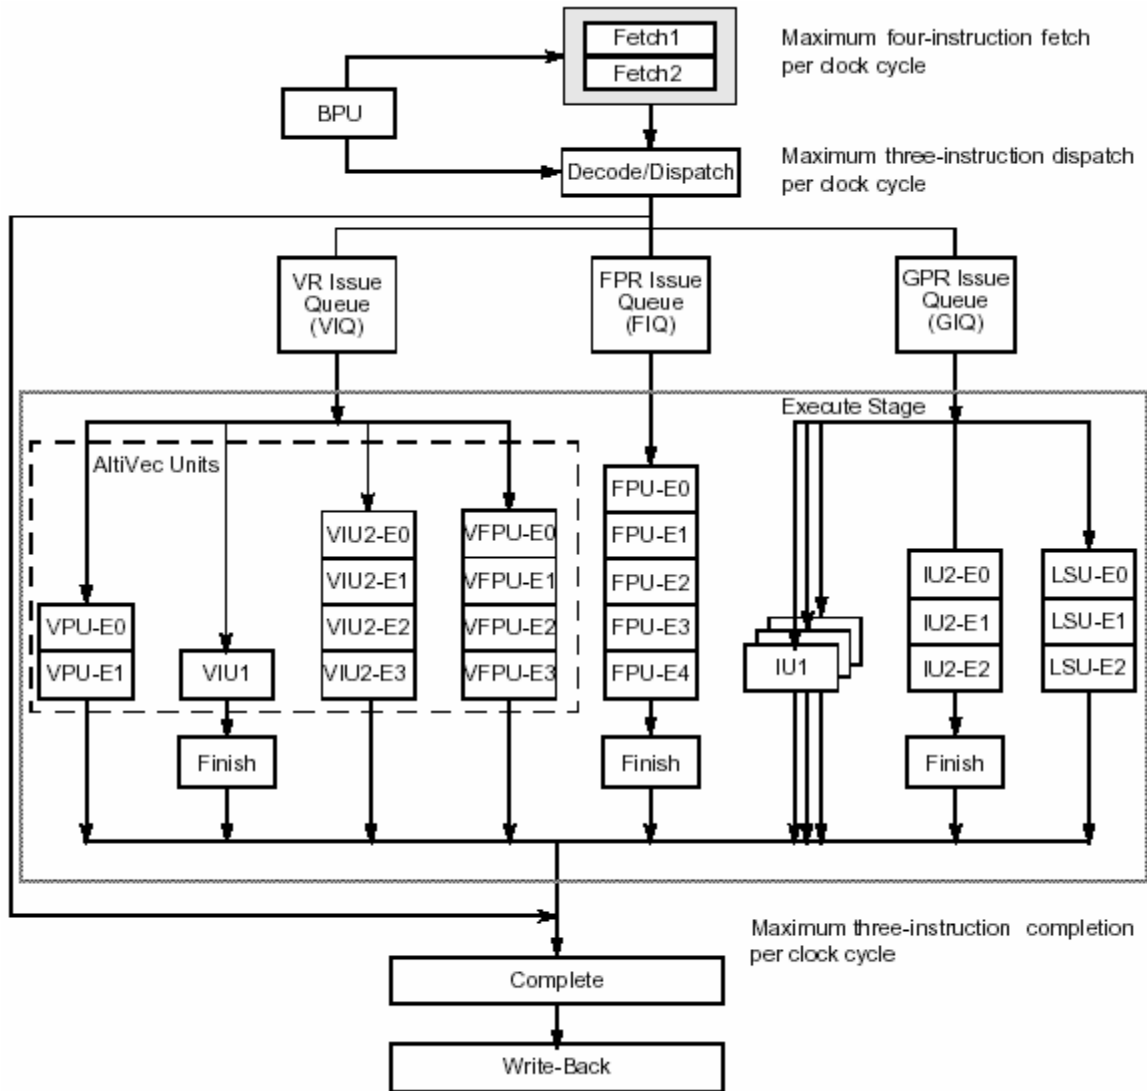 Fetch1
Fetch2
Maximum four-instruction fetch
per clock cycle
BPU
Decode/Dispatch
Maximum three-instruction dispatch
per clock cycle
VR Issue
Queue
(VIQ)
FPR Issue
Queue
(FIQ)
GPR Issue
Queue
(GIQ)
Execute Stage
AltiVec Units
VPU-E0
VPU-E1
VIU1
Finish
VIU2-E0
VIU2-E1
VIU2-E2
VIU2-E3
VFPU-E0
VFPU-E1
VFPU-E2
VFPU-E3
FPU-E0
FPU-E1
FPU-E2
FPU-E3
FPU-E4
Finish
IU1
IU2-E0
IU2-E1
IU2-E2
Finish
LSU-E0
LSU-E1
LSU-E2
Maximum three-instruction completion
per clock cycle
Complete
Write-Back